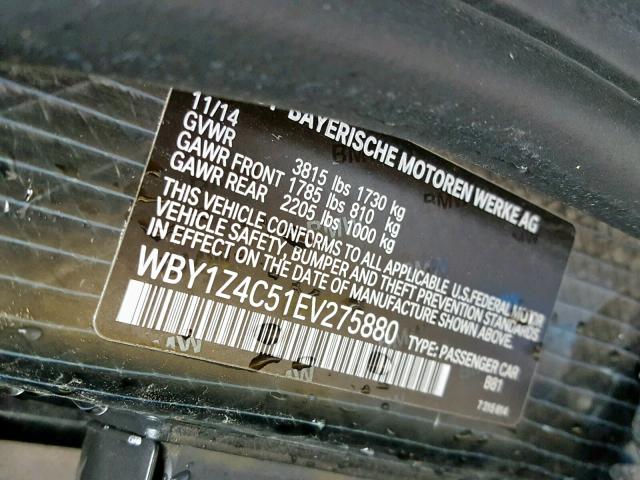 BAYERISCHE MOTOREN WERKE AG
11/14
GVWR 3815 lbs 1730 kg
GAWR FRONT 1785 lbs 810 kg
GAWR REAR 2205 lbs 1000 kg
THIS VEHICLE CONFORMS TO ALL APPLICABLE U.S.FEDERAL MOTOR
VEHICLE SAFETY, BUMPER AND THEFT PREVENTION STANDARDS
IN EFFECT ON THE DATE OF MANUFACTURE SHOWN ABOVE.
WBY1Z4C51EV275880 TYPE: PASSENGER CAR